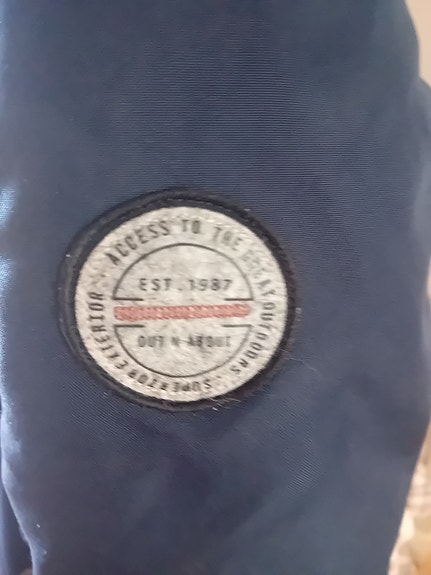 ACCESS TO THE GREAT OUTDOORS
EST. 1987
OUT N ABOUT
SUPERIOR EXTERIOR